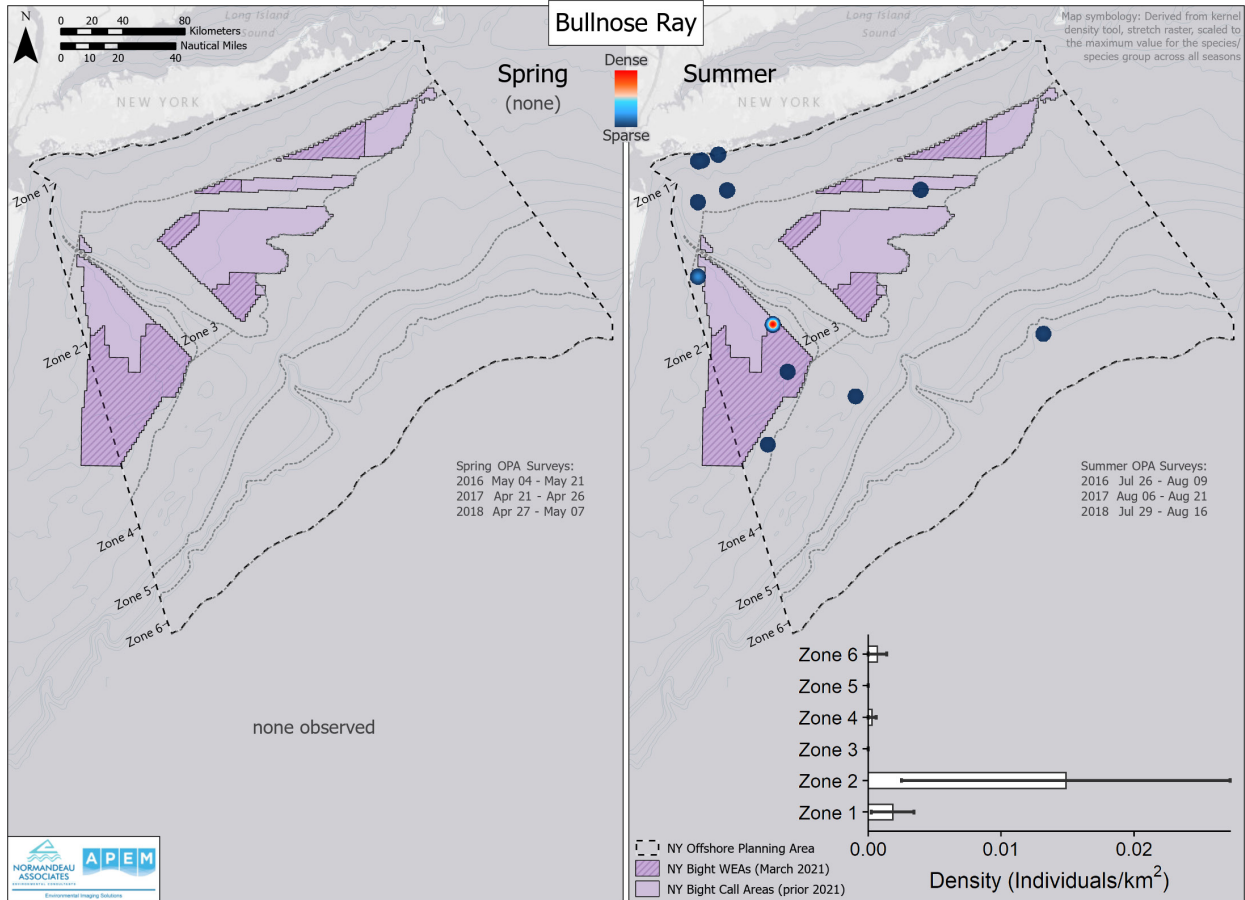 Bullnose Ray
N
0 20 40 80
Kilometers
Nautical Miles
0 10 20 40
Long Island
Sound
NEW YORK
Spring
(none)
Zone 1
Zone 2
Zone 3
Zone 4
Zone 5
Zone 6
Spring OPA Surveys:
2016 May 04 - May 21
2017 Apr 21 - Apr 26
2018 Apr 27 - May 07
none observed
NORMANDEAU
ASSOCIATES
ENVIRONMENTAL CONSULTANTS
APEM
Environmental Imaging Solutions
Dense
Sparse
Summer
Long Island
Sound
NEW YORK
Map symbology: Derived from kernel
density tool, stretch raster, scaled to
the maximum value for the species/
species group across all seasons
Zone 1
Zone 2
Zone 3
Zone 4
Zone 5
Zone 6
Summer OPA Surveys:
2016 Jul 26 - Aug 09
2017 Aug 06 - Aug 21
2018 Jul 29 - Aug 16
Zone 6
Zone 5
Zone 4
Zone 3
Zone 2
Zone 1
0.00 0.01 0.02
Density (Individuals/km²)
NY Offshore Planning Area
NY Bight WEAs (March 2021)
NY Bight Call Areas (prior 2021)